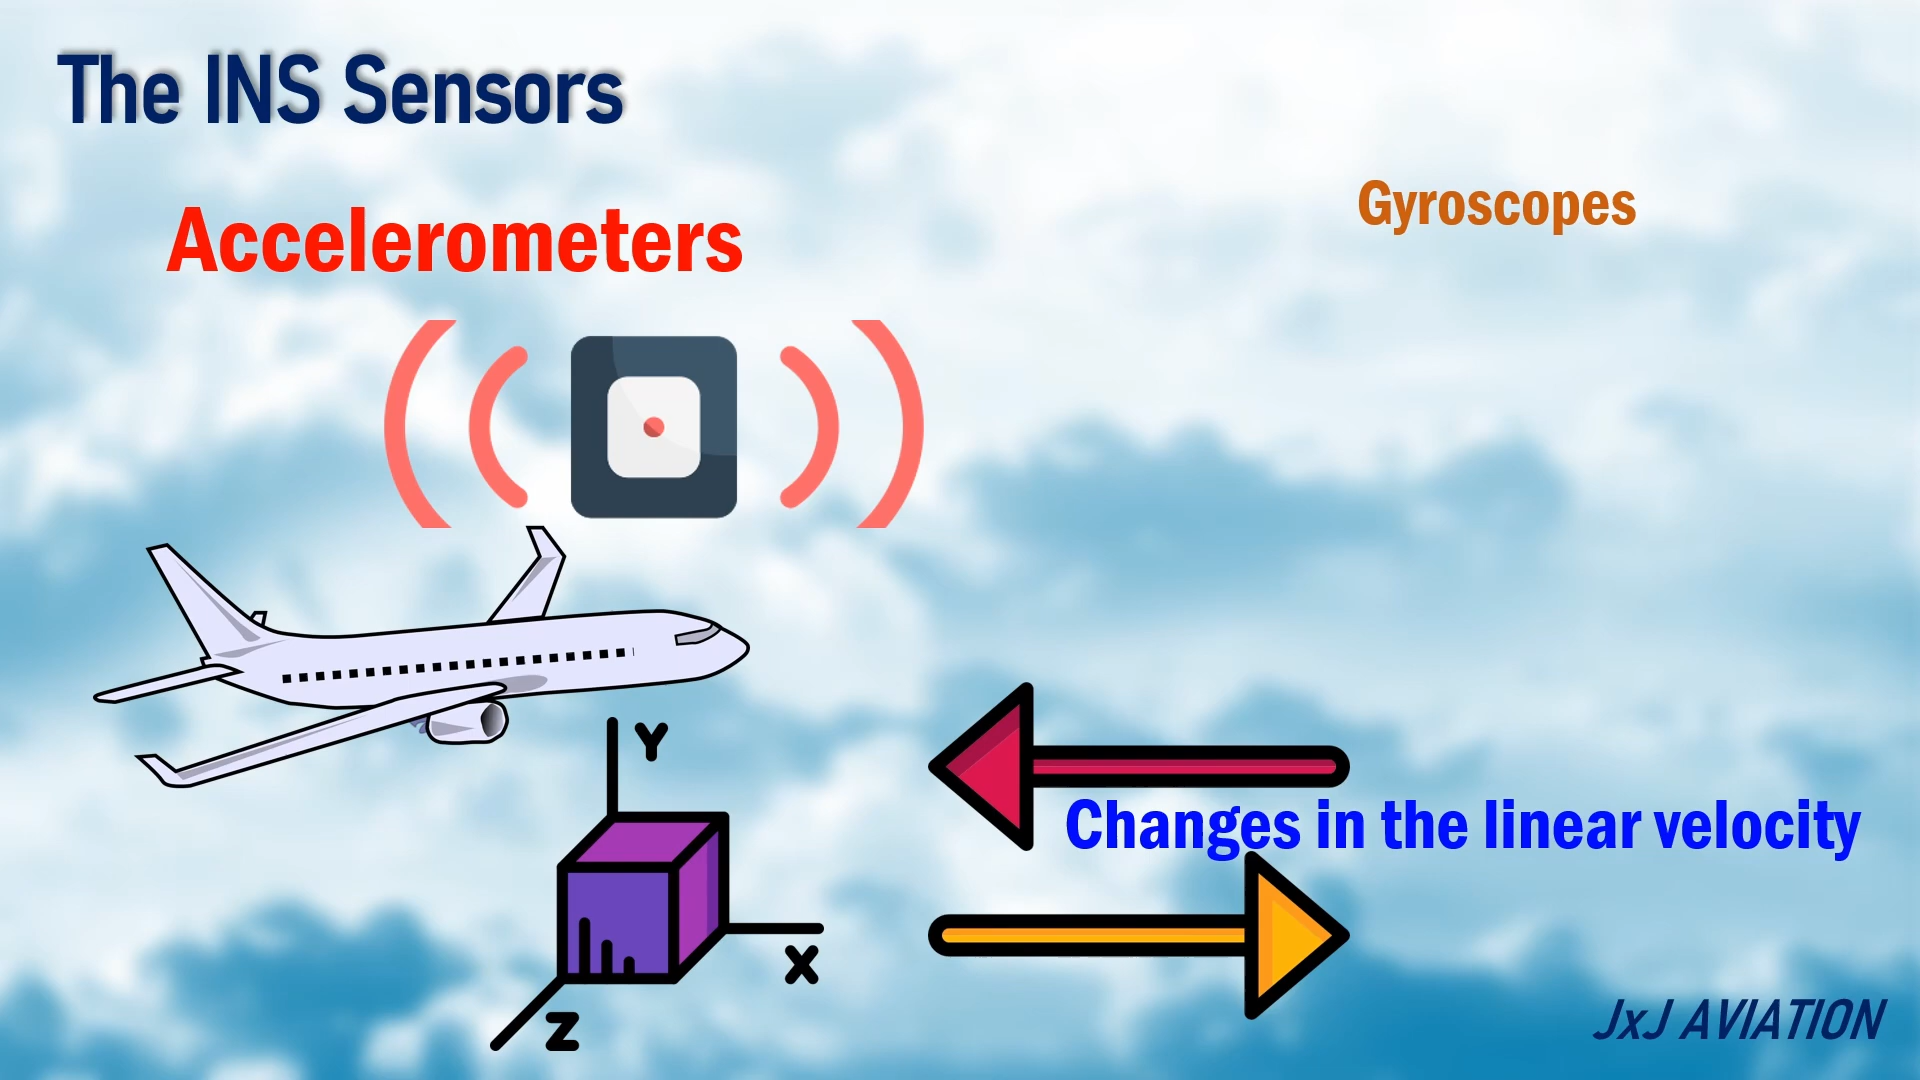 The INS Sensors
Accelerometers
Gyroscopes
Y
Changes in the linear velocity
X
Z
JxJ AVIATION